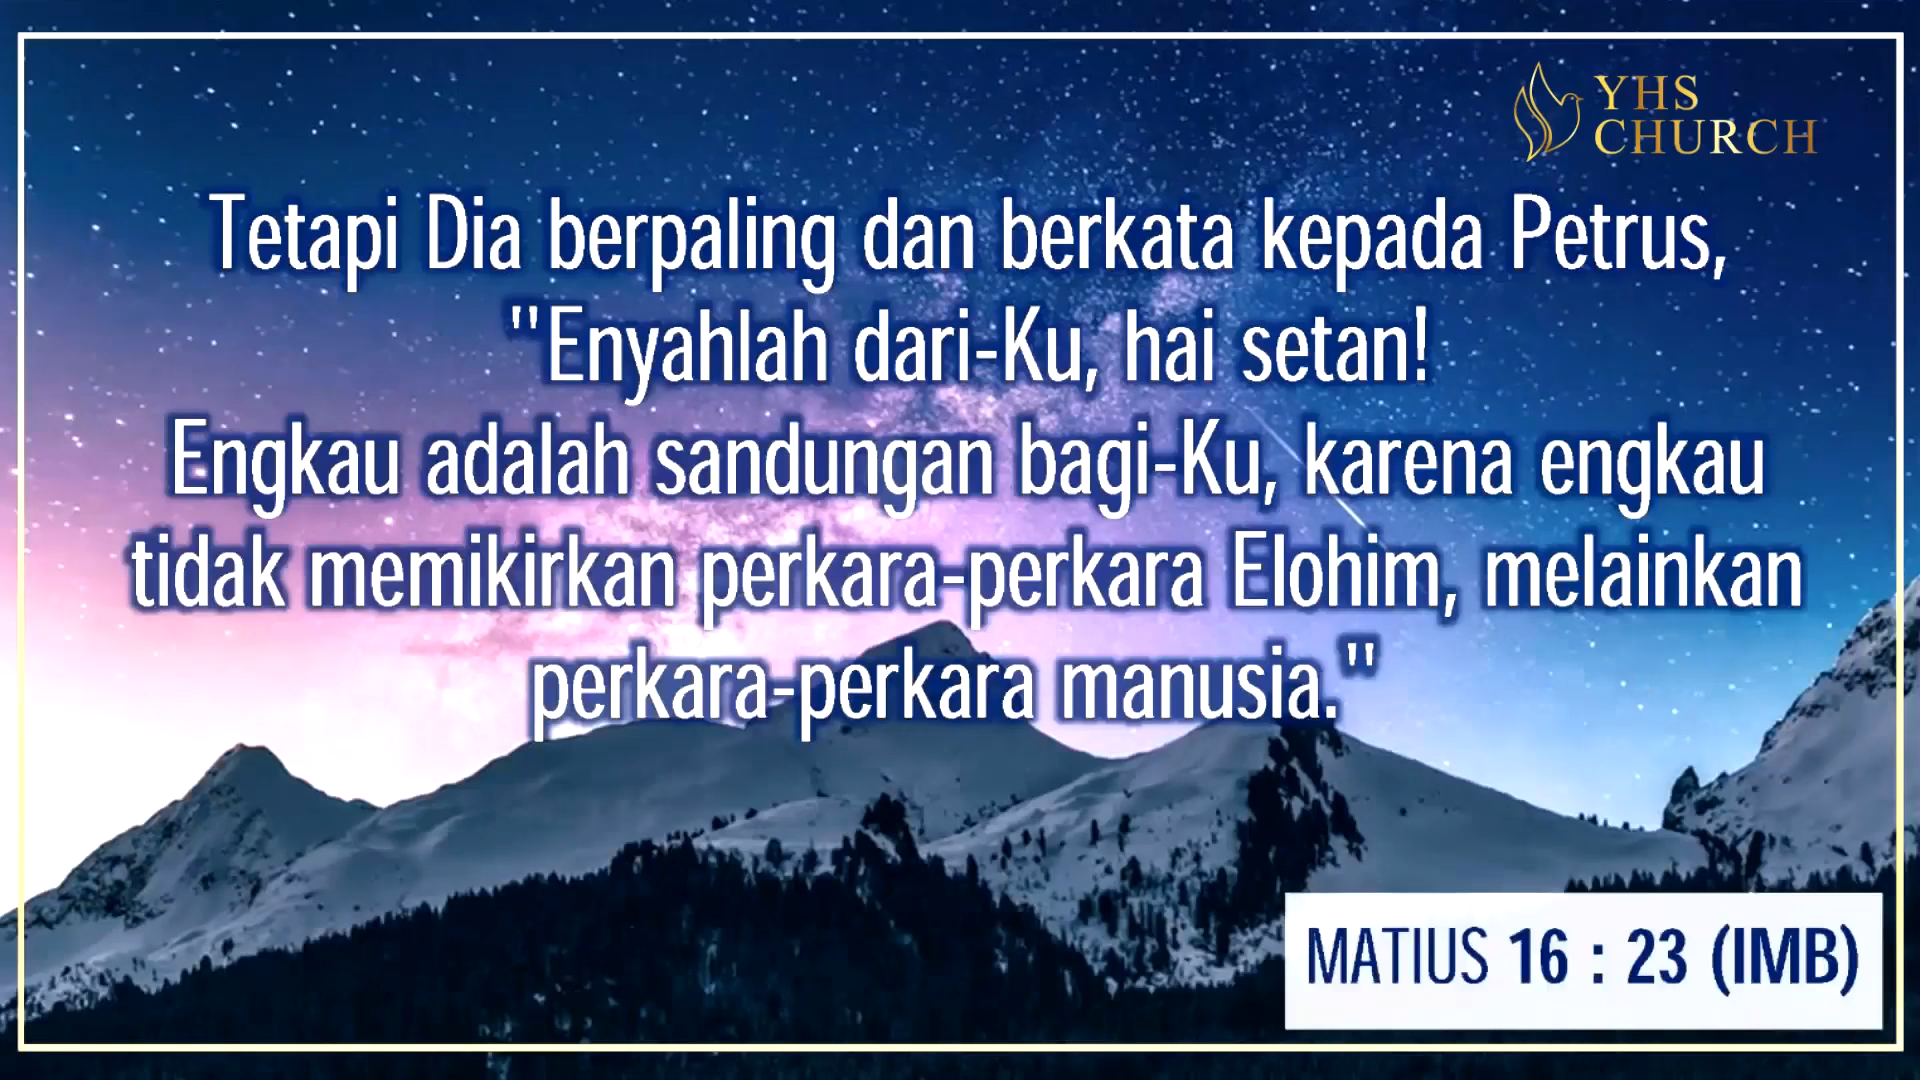 YHS
CHURCH
Tetapi Dia berpaling dan berkata kepada Petrus,
"Enyahlah dari-Ku, hai setan!
Engkau adalah sandungan bagi-Ku, karena engkau
tidak memikirkan perkara-perkara Elohim, melainkan
perkara-perkara manusia."
MATIUS 16 : 23 (IMB)